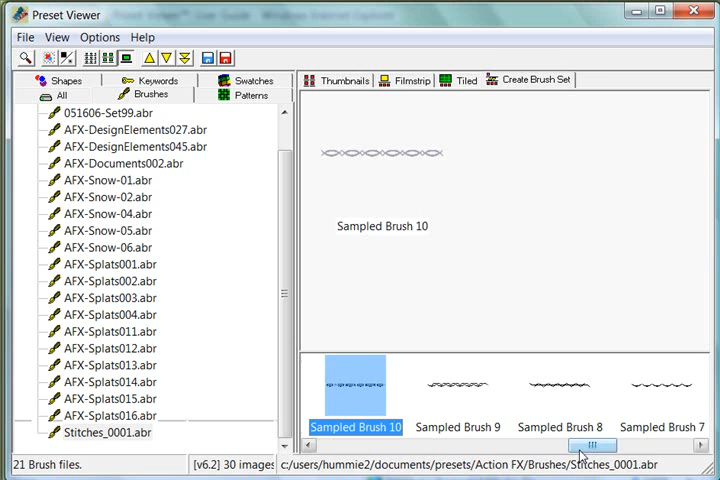 Preset Viewer
File View Options Help
Shapes Keywords Swatches
All Brushes Patterns
Thumbnails Filmstrip Tiled Create Brush Set
051606-Set99.abr
AFX-DesignElements027.abr
AFX-DesignElements045.abr
AFX-Documents002.abr
AFX-Snow-01.abr
AFX-Snow-02.abr
AFX-Snow-04.abr
AFX-Snow-05.abr
AFX-Snow-06.abr
AFX-Splats001.abr
AFX-Splats002.abr
AFX-Splats003.abr
AFX-Splats004.abr
AFX-Splats011.abr
AFX-Splats012.abr
AFX-Splats013.abr
AFX-Splats014.abr
AFX-Splats015.abr
AFX-Splats016.abr
Stitches_0001.abr
Sampled Brush 10
Sampled Brush 10 Sampled Brush 9 Sampled Brush 8 Sampled Brush 7
21 Brush files. [v6.2] 30 images c:/users/hummie2/documents/presets/Action FX/Brushes/Stitches_0001.abr